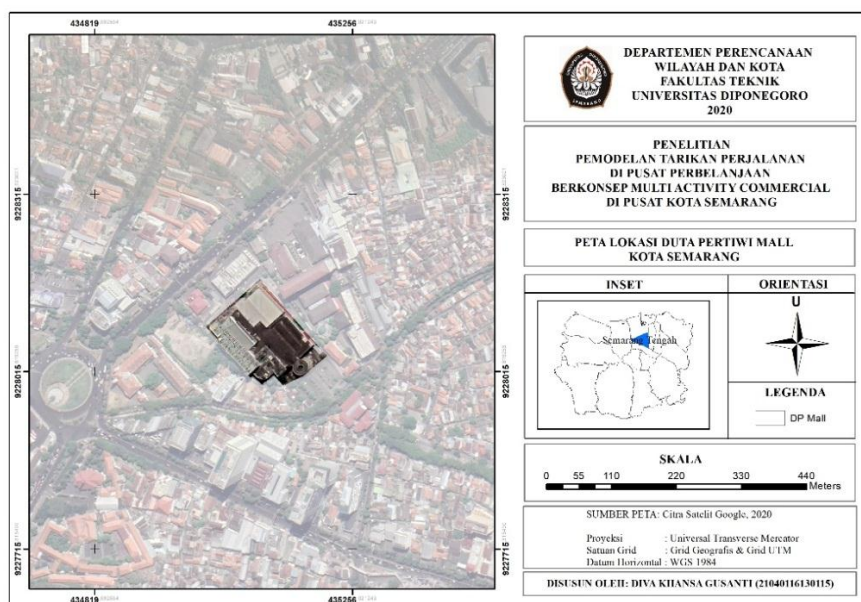 434819
435256
9228315
9228315
9228015
9228015
9227715
9227715
434819
435256
DEPARTEMEN PERENCANAAN
WILAYAH DAN KOTA
FAKULTAS TEKNIK
UNIVERSITAS DIPONEGORO
2020
PENELITIAN
PEMODELAN TARIKAN PERJALANAN
DI PUSAT PERBELANJAAN
BERKONSEP MULTI ACTIVITY COMMERCIAL
DI PUSAT KOTA SEMARANG
PETA LOKASI DUTA PERTIWI MALL
KOTA SEMARANG
INSET
Semarang Tengah
ORIENTASI
U
LEGENDA
DP Mall
SKALA
0 55 110 220 330 440
Meters
SUMBER PETA: Citra Satelit Google, 2020
Proyeksi : Universal Transverse Mercator
Satuan Grid : Grid Geografis & Grid UTM
Datum Horizontal : WGS 1984
DISUSUN OLEH: DIVA KHANSA GUSANTI (21040116130115)